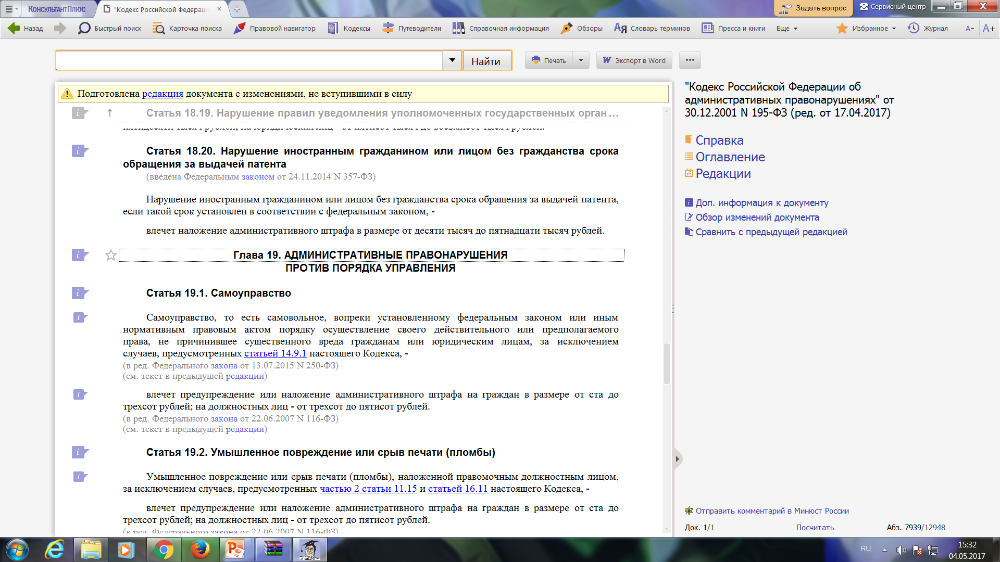 КонсультантПлюс
"Кодекс Российской Федераци
Задать вопрос
Сервисный центр
Назад
Быстрый поиск
Карточка поиска
Правовой навигатор
Кодексы
Путеводители
Справочная информация
Обзоры
Словарь терминов
Пресса и книги
Еще
Избранное
Журнал
А-
А+
Найти
Печать
Экспорт в Word
Подготовлена редакция документа с изменениями, не вступившими в силу
Статья 18.19. Нарушение правил уведомления уполномоченных государственных орган ...
Статья 18.20. Нарушение иностранным гражданином или лицом без гражданства срока
обращения за выдачей патента
(введена Федеральным законом от 24.11.2014 N 357-ФЗ)
Нарушение иностранным гражданином или лицом без гражданства срока обращения за выдачей патента,
если такой срок установлен в соответствии с федеральным законом, -
влечет наложение административного штрафа в размере от десяти тысяч до пятнадцати тысяч рублей.
Глава 19. АДМИНИСТРАТИВНЫЕ ПРАВОНАРУШЕНИЯ
ПРОТИВ ПОРЯДКА УПРАВЛЕНИЯ
Статья 19.1. Самоуправство
Самоуправство, то есть самовольное, вопреки установленному федеральным законом или иным
нормативным правовым актом порядку осуществление своего действительного или предполагаемого
права, не причинившее существенного вреда гражданам или юридическим лицам, за исключением
случаев, предусмотренных статьей 14.9.1 настоящего Кодекса, -
(в ред. Федерального закона от 13.07.2015 N 250-ФЗ)
(см. текст в предыдущей редакции)
влечет предупреждение или наложение административного штрафа на граждан в размере от ста до
трехсот рублей; на должностных лиц - от трехсот до пятисот рублей.
(в ред. Федерального закона от 22.06.2007 N 116-ФЗ)
(см. текст в предыдущей редакции)
Статья 19.2. Умышленное повреждение или срыв печати (пломбы)
Умышленное повреждение или срыв печати (пломбы), наложенной правомочным должностным лицом,
за исключением случаев, предусмотренных частью 2 статьи 11.15 и статьей 16.11 настоящего Кодекса, -
влечет предупреждение или наложение административного штрафа на граждан в размере от ста до
трехсот рублей; на должностных лиц - от трехсот до пятисот рублей.
(в ред. Федерального закона от 22.06.2007 N 116-ФЗ)
"Кодекс Российской Федерации об
административных правонарушениях" от
30.12.2001 N 195-ФЗ (ред. от 17.04.2017)
Справка
Оглавление
Редакции
Доп. информация к документу
Обзор изменений документа
Сравнить с предыдущей редакцией
Отправить комментарий в Минюст России
Док. 1/1
Посчитать
Абз. 7939/12948
RU
15:32
04.05.2017